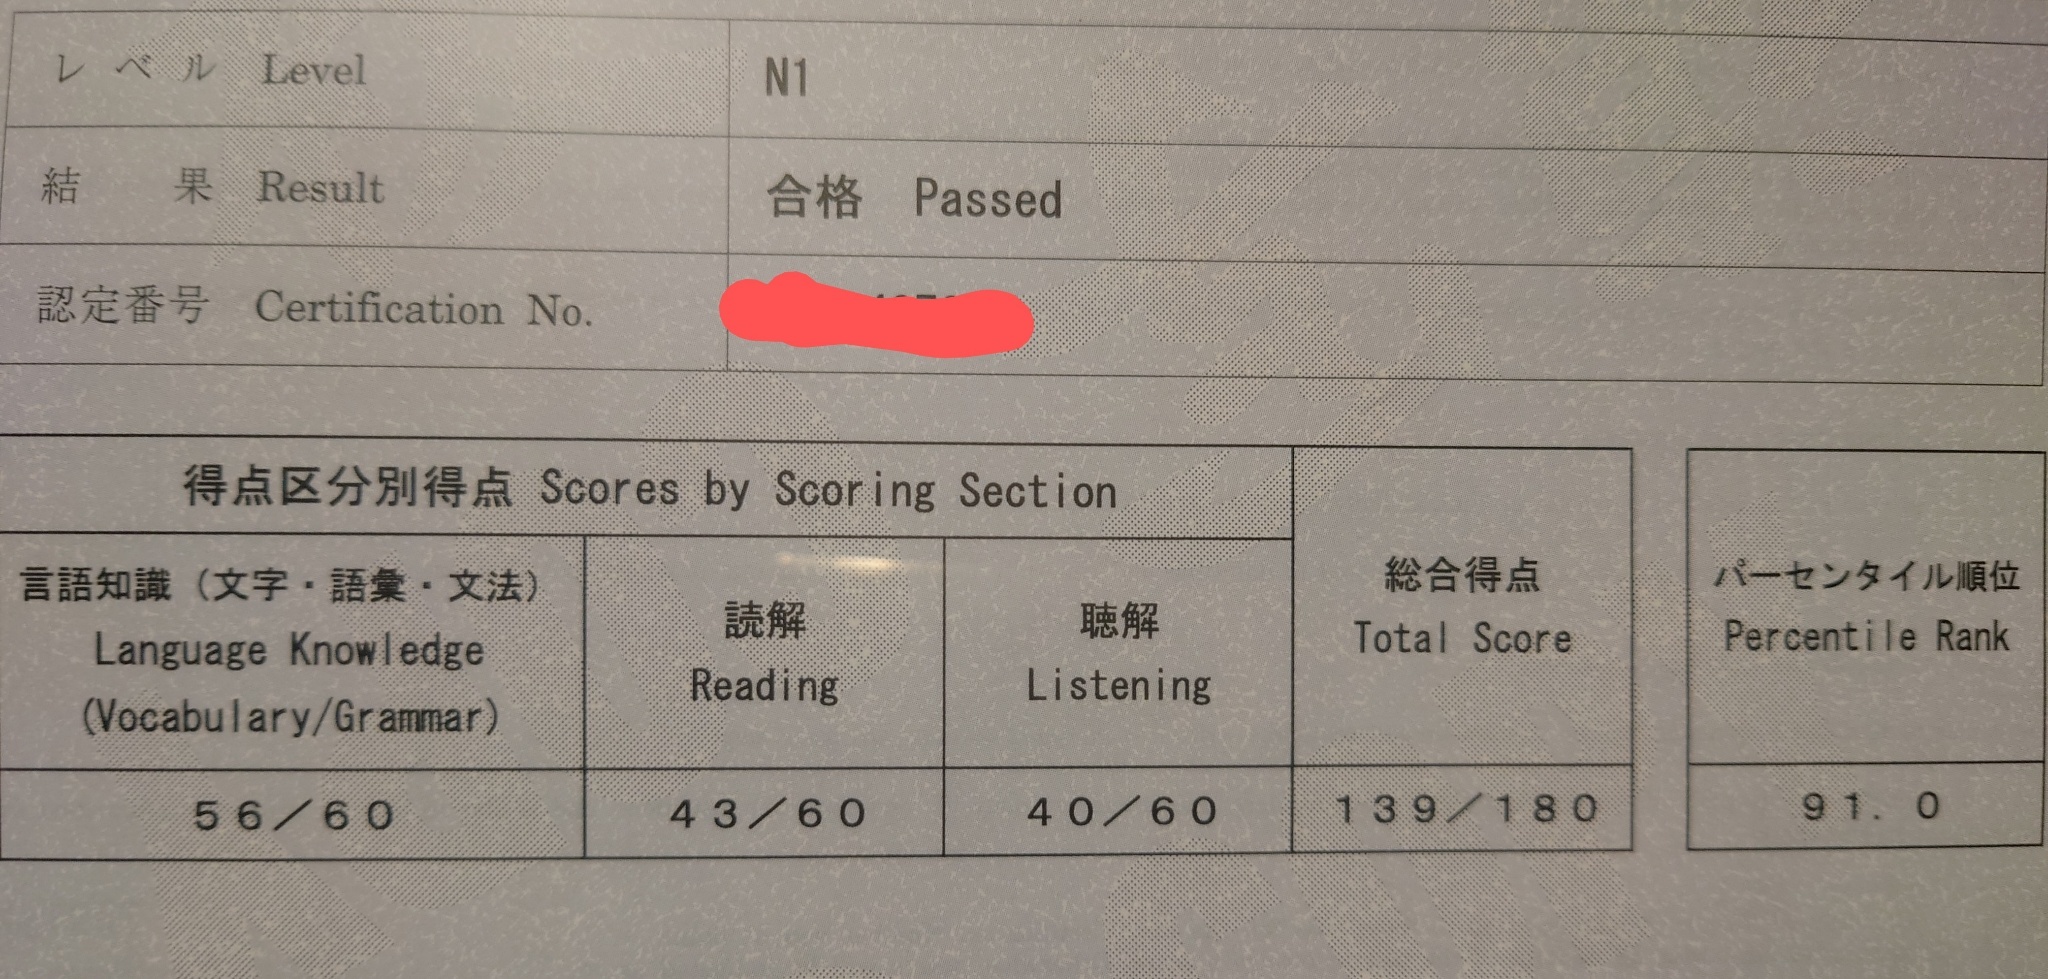 レベル Level N1
結果 Result 合格 Passed
認定番号 Certification No.
得点区分別得点 Scores by Scoring Section
言語知識(文字・語彙・文法)
Language Knowledge
(Vocabulary/Grammar)
読解
Reading
聴解
Listening
総合得点
Total Score
パーセンタイル順位
Percentile Rank
56/60 43/60 40/60 139/180 91.0